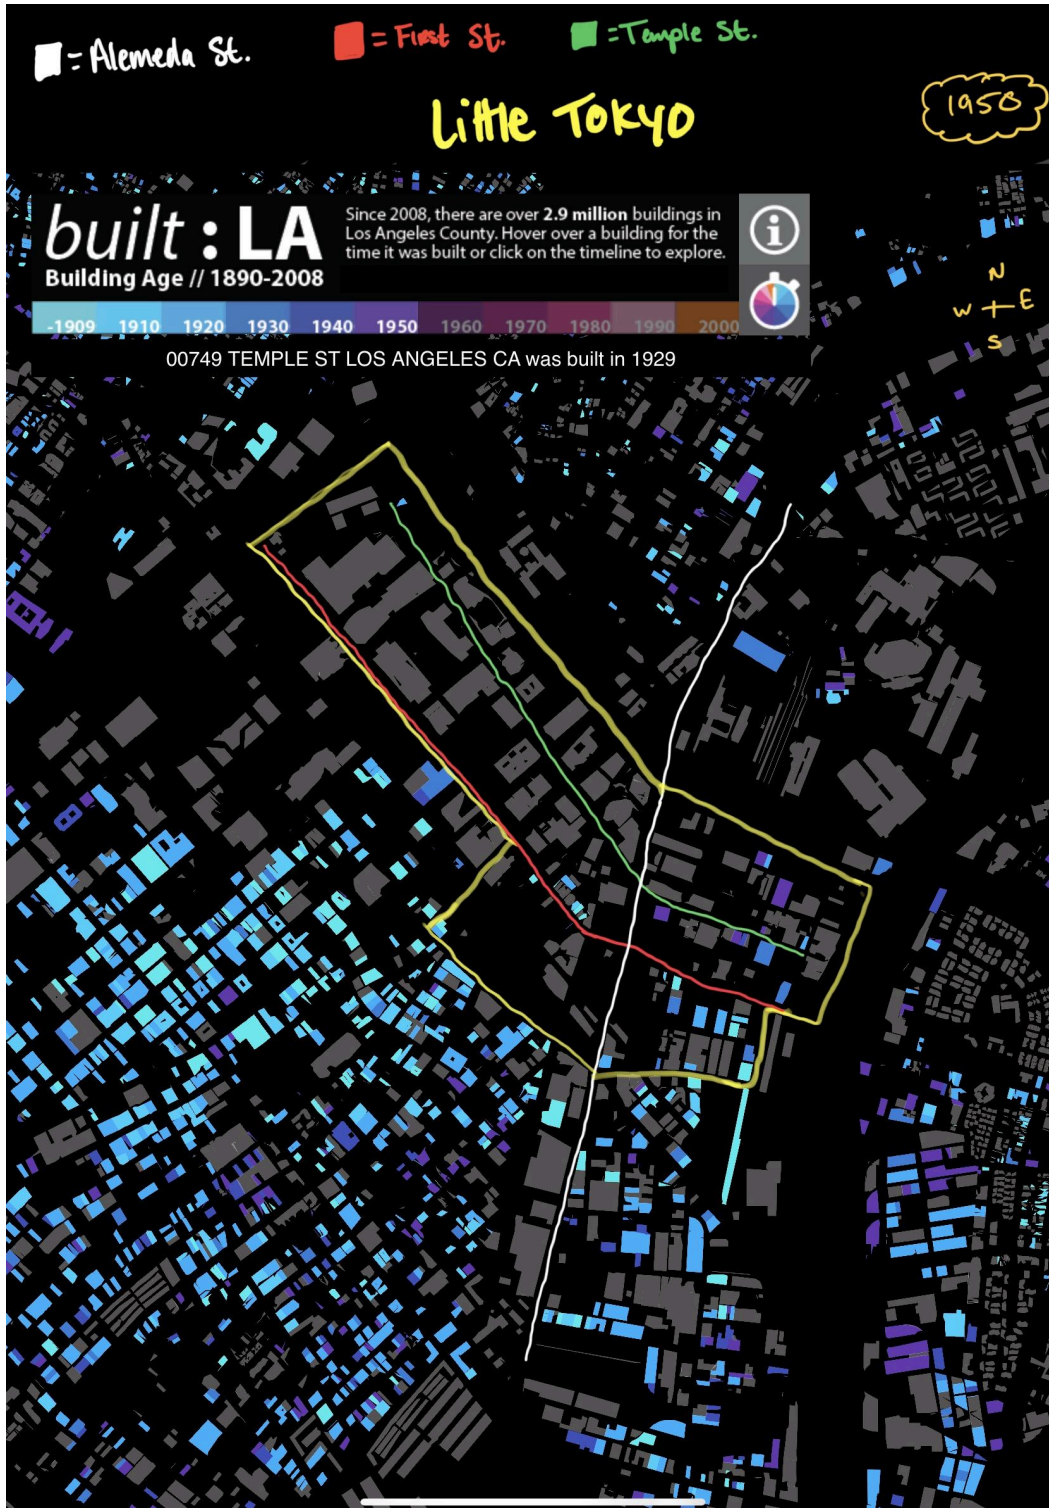 = Alemeda St.
= First St.
= Temple St.
Little Tokyo
1950
built : LA
Building Age // 1890-2008
Since 2008, there are over 2.9 million buildings in
Los Angeles County. Hover over a building for the
time it was built or click on the timeline to explore.
i
N
W E
S
-1909 1910 1920 1930 1940 1950 1960 1970 1980 1990 2000
00749 TEMPLE ST LOS ANGELES CA was built in 1929